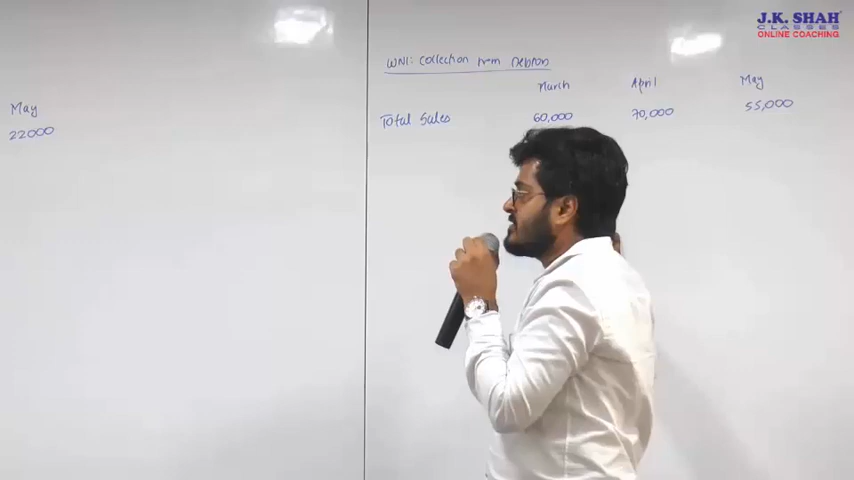 J.K. SHAH
CLASSES
ONLINE COACHING
WN1: Collection from Debtors
March April May
Total Sales 60,000 70,000 55,000
May
22000